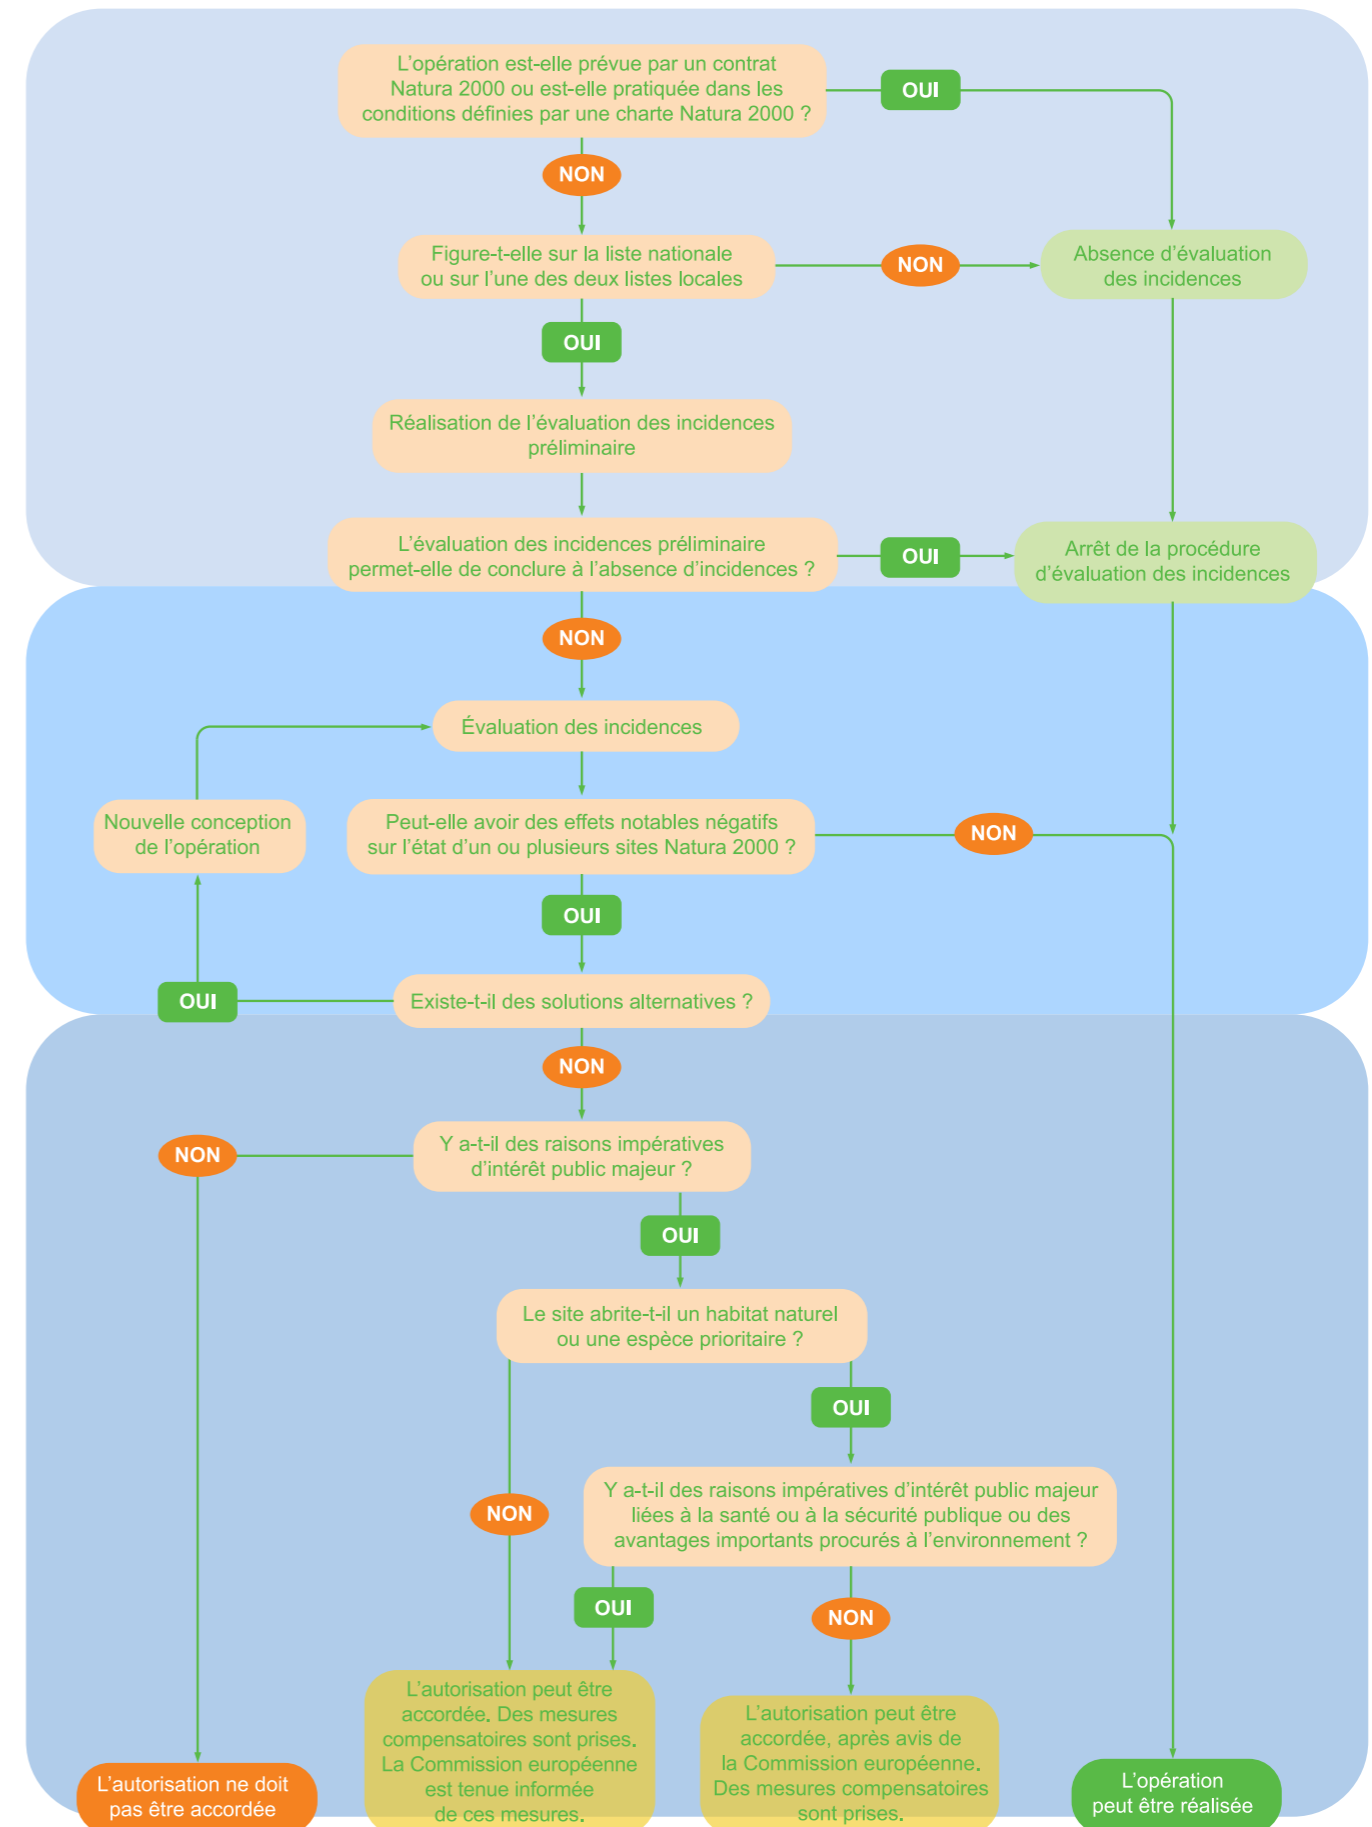 L'opération est-elle prévue par un contrat
Natura 2000 ou est-elle pratiquée dans les
conditions définies par une charte Natura 2000 ?
OUI
NON
Figure-t-elle sur la liste nationale
ou sur l'une des deux listes locales
NON
Absence d'évaluation
des incidences
OUI
Réalisation de l'évaluation des incidences
préliminaire
L'évaluation des incidences préliminaire
permet-elle de conclure à l'absence d'incidences ?
OUI
Arrêt de la procédure
d'évaluation des incidences
NON
Évaluation des incidences
Nouvelle conception
de l'opération
Peut-elle avoir des effets notables négatifs
sur l'état d'un ou plusieurs sites Natura 2000 ?
NON
OUI
OUI
Existe-t-il des solutions alternatives ?
NON
Y a-t-il des raisons impératives
d'intérêt public majeur ?
NON
OUI
Le site abrite-t-il un habitat naturel
ou une espèce prioritaire ?
OUI
Y a-t-il des raisons impératives d'intérêt public majeur
liées à la santé ou à la sécurité publique ou des
avantages importants procurés à l'environnement ?
NON
OUI
NON
L'autorisation ne doit
pas être accordée
L'autorisation peut être
accordée. Des mesures
compensatoires sont prises.
La Commission européenne
est tenue informée
de ces mesures.
L'autorisation peut être
accordée, après avis de
la Commission européenne.
Des mesures compensatoires
sont prises.
L'opération
peut être réalisée